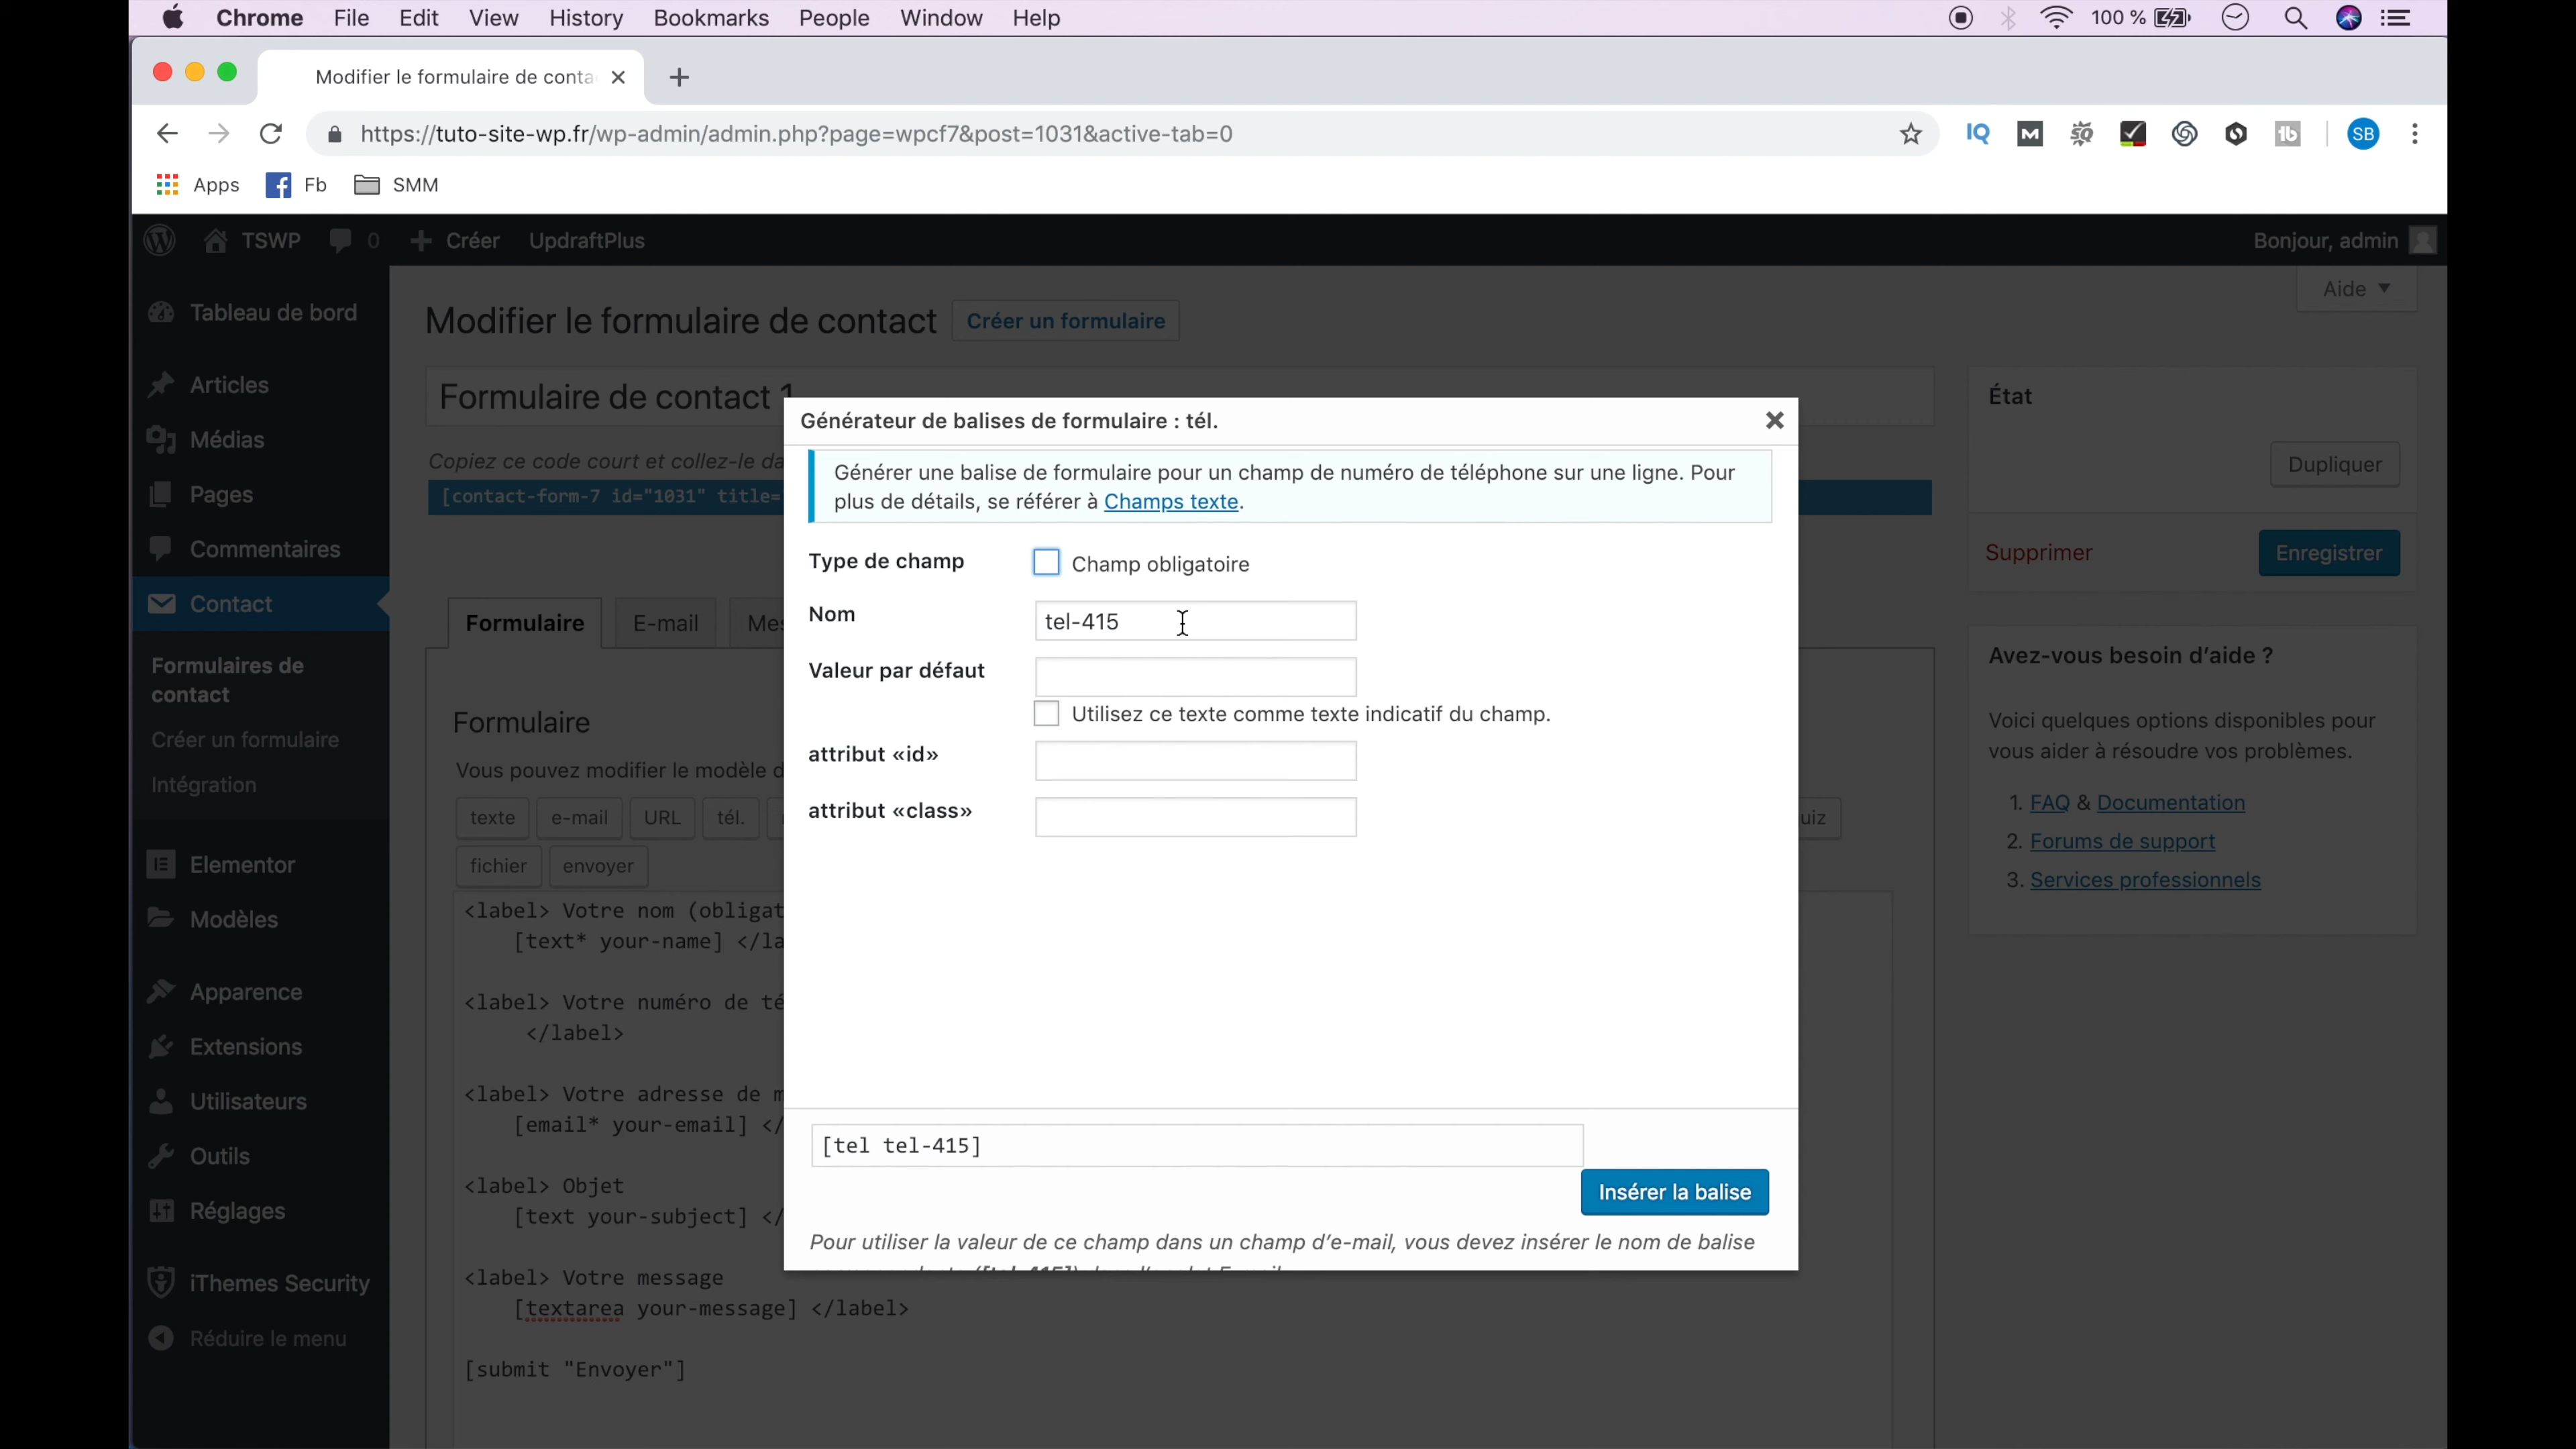 Chrome File Edit View History Bookmarks People Window Help 100 %
Modifier le formulaire de conta
https://tuto-site-wp.fr/wp-admin/admin.php?page=wpcf7&post=1031&active-tab=0 IQ M SQ tb SB
Apps Fb SMM
TSWP 0 Créer UpdraftPlus Bonjour, admin
Aide
Tableau de bord
Articles
Médias
Pages
Commentaires
Contact
Formulaires de
contact
Créer un formulaire
Intégration
Elementor
Modèles
Apparence
Extensions
Utilisateurs
Outils
Réglages
iThemes Security
Réduire le menu
Modifier le formulaire de contact Créer un formulaire
Formulaire de contact 1
Copiez ce code court et collez-le da
[contact-form-7 id="1031" title=
Formulaire E-mail Mes
Formulaire
Vous pouvez modifier le modèle d
texte e-mail URL tél. uiz
fichier envoyer
<label> Votre nom (obligat
[text* your-name] </la
<label> Votre numéro de té
</label>
<label> Votre adresse de m
[email* your-email] </
<label> Objet
[text your-subject] </
<label> Votre message
[textarea your-message] </label>
[submit "Envoyer"]
Générateur de balises de formulaire : tél.
Générer une balise de formulaire pour un champ de numéro de téléphone sur une ligne. Pour
plus de détails, se référer à Champs texte.
Type de champ Champ obligatoire
Nom tel-415
Valeur par défaut
Utilisez ce texte comme texte indicatif du champ.
attribut «id»
attribut «class»
[tel tel-415]
Insérer la balise
Pour utiliser la valeur de ce champ dans un champ d'e-mail, vous devez insérer le nom de balise
État
Dupliquer
Supprimer Enregistrer
Avez-vous besoin d'aide ?
Voici quelques options disponibles pour
vous aider à résoudre vos problèmes.
1. FAQ & Documentation
2. Forums de support
3. Services professionnels